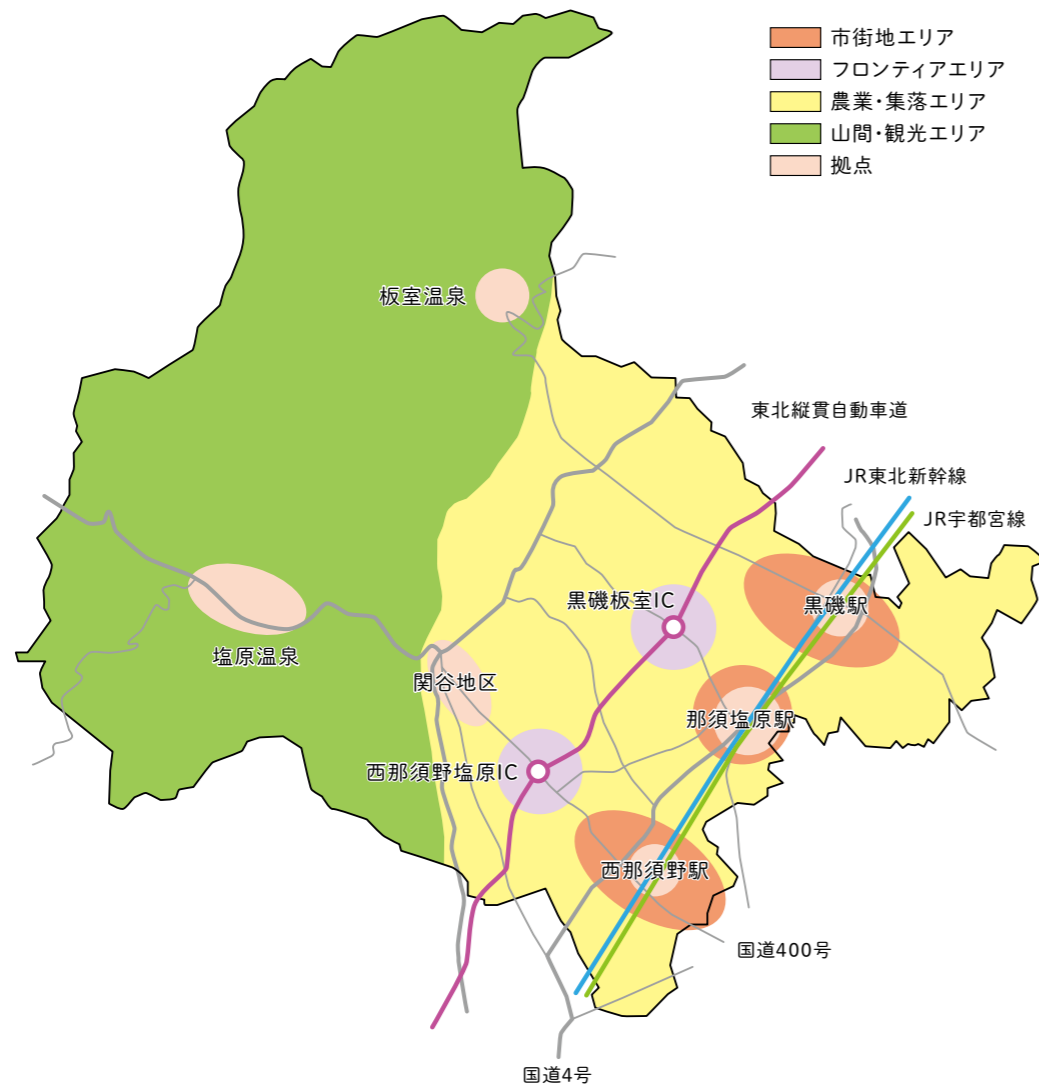 市街地エリア
フロンティアエリア
農業・集落エリア
山間・観光エリア
拠点
板室温泉
東北縦貫自動車道
JR東北新幹線
JR宇都宮線
黒磯板室IC
黒磯駅
塩原温泉
関谷地区
那須塩原駅
西那須野塩原IC
西那須野駅
国道400号
国道4号